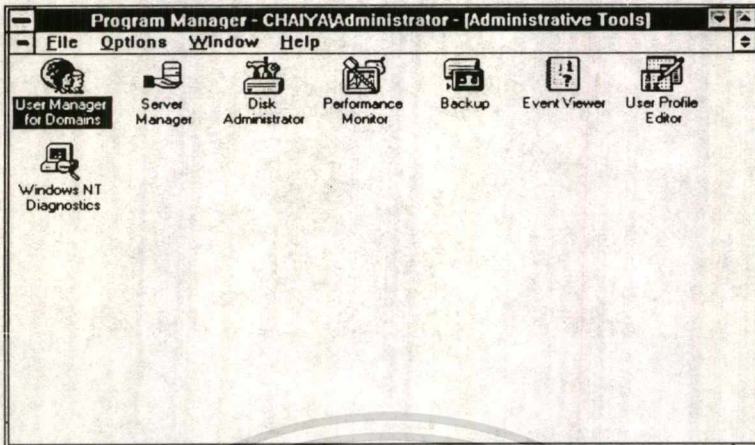 Program Manager - CHAIYA\Administrator - [Administrative Tools]
File Options Window Help
User Manager for Domains
Server Manager
Disk Administrator
Performance Monitor
Backup
Event Viewer
User Profile Editor
Windows NT Diagnostics